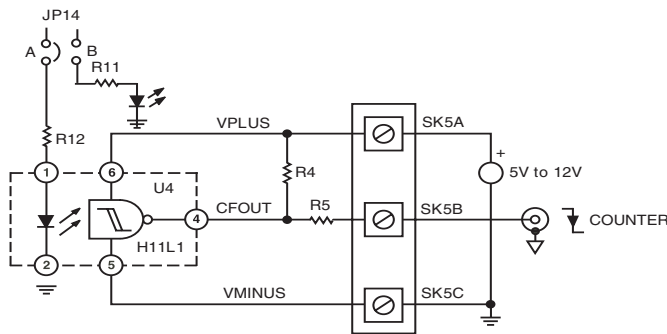 JP14
A
B
R11
R12
VPLUS
SK5A
+
1
6
U4
R4
5V to 12V
4
CFOUT
R5
SK5B
COUNTER
H11L1
2
5
VMINUS
SK5C